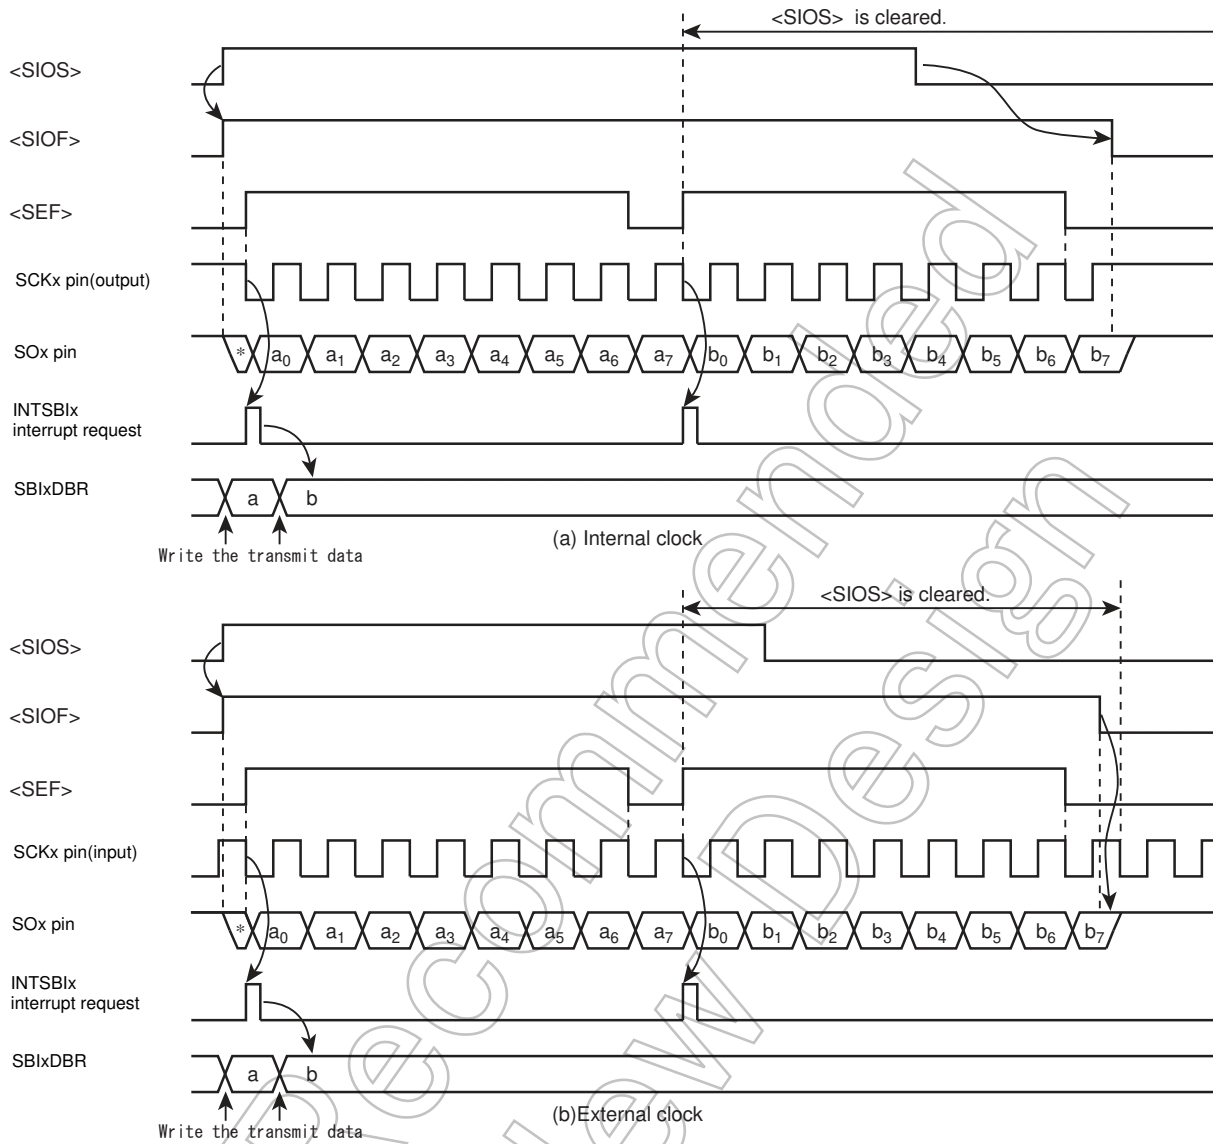 <SIOS> is cleared.
<SIOS>
<SIOF>
<SEF>
SCKx pin(output)
SOx pin
* a0 a1 a2 a3 a4 a5 a6 a7 b0 b1 b2 b3 b4 b5 b6 b7
INTSBIx
interrupt request
SBIxDBR
a b
Write the transmit data
(a) Internal clock
<SIOS> is cleared.
<SIOS>
<SIOF>
<SEF>
SCKx pin(input)
SOx pin
* a0 a1 a2 a3 a4 a5 a6 a7 b0 b1 b2 b3 b4 b5 b6 b7
INTSBIx
interrupt request
SBIxDBR
a b
Write the transmit data
(b)External clock
Recommended
New Design